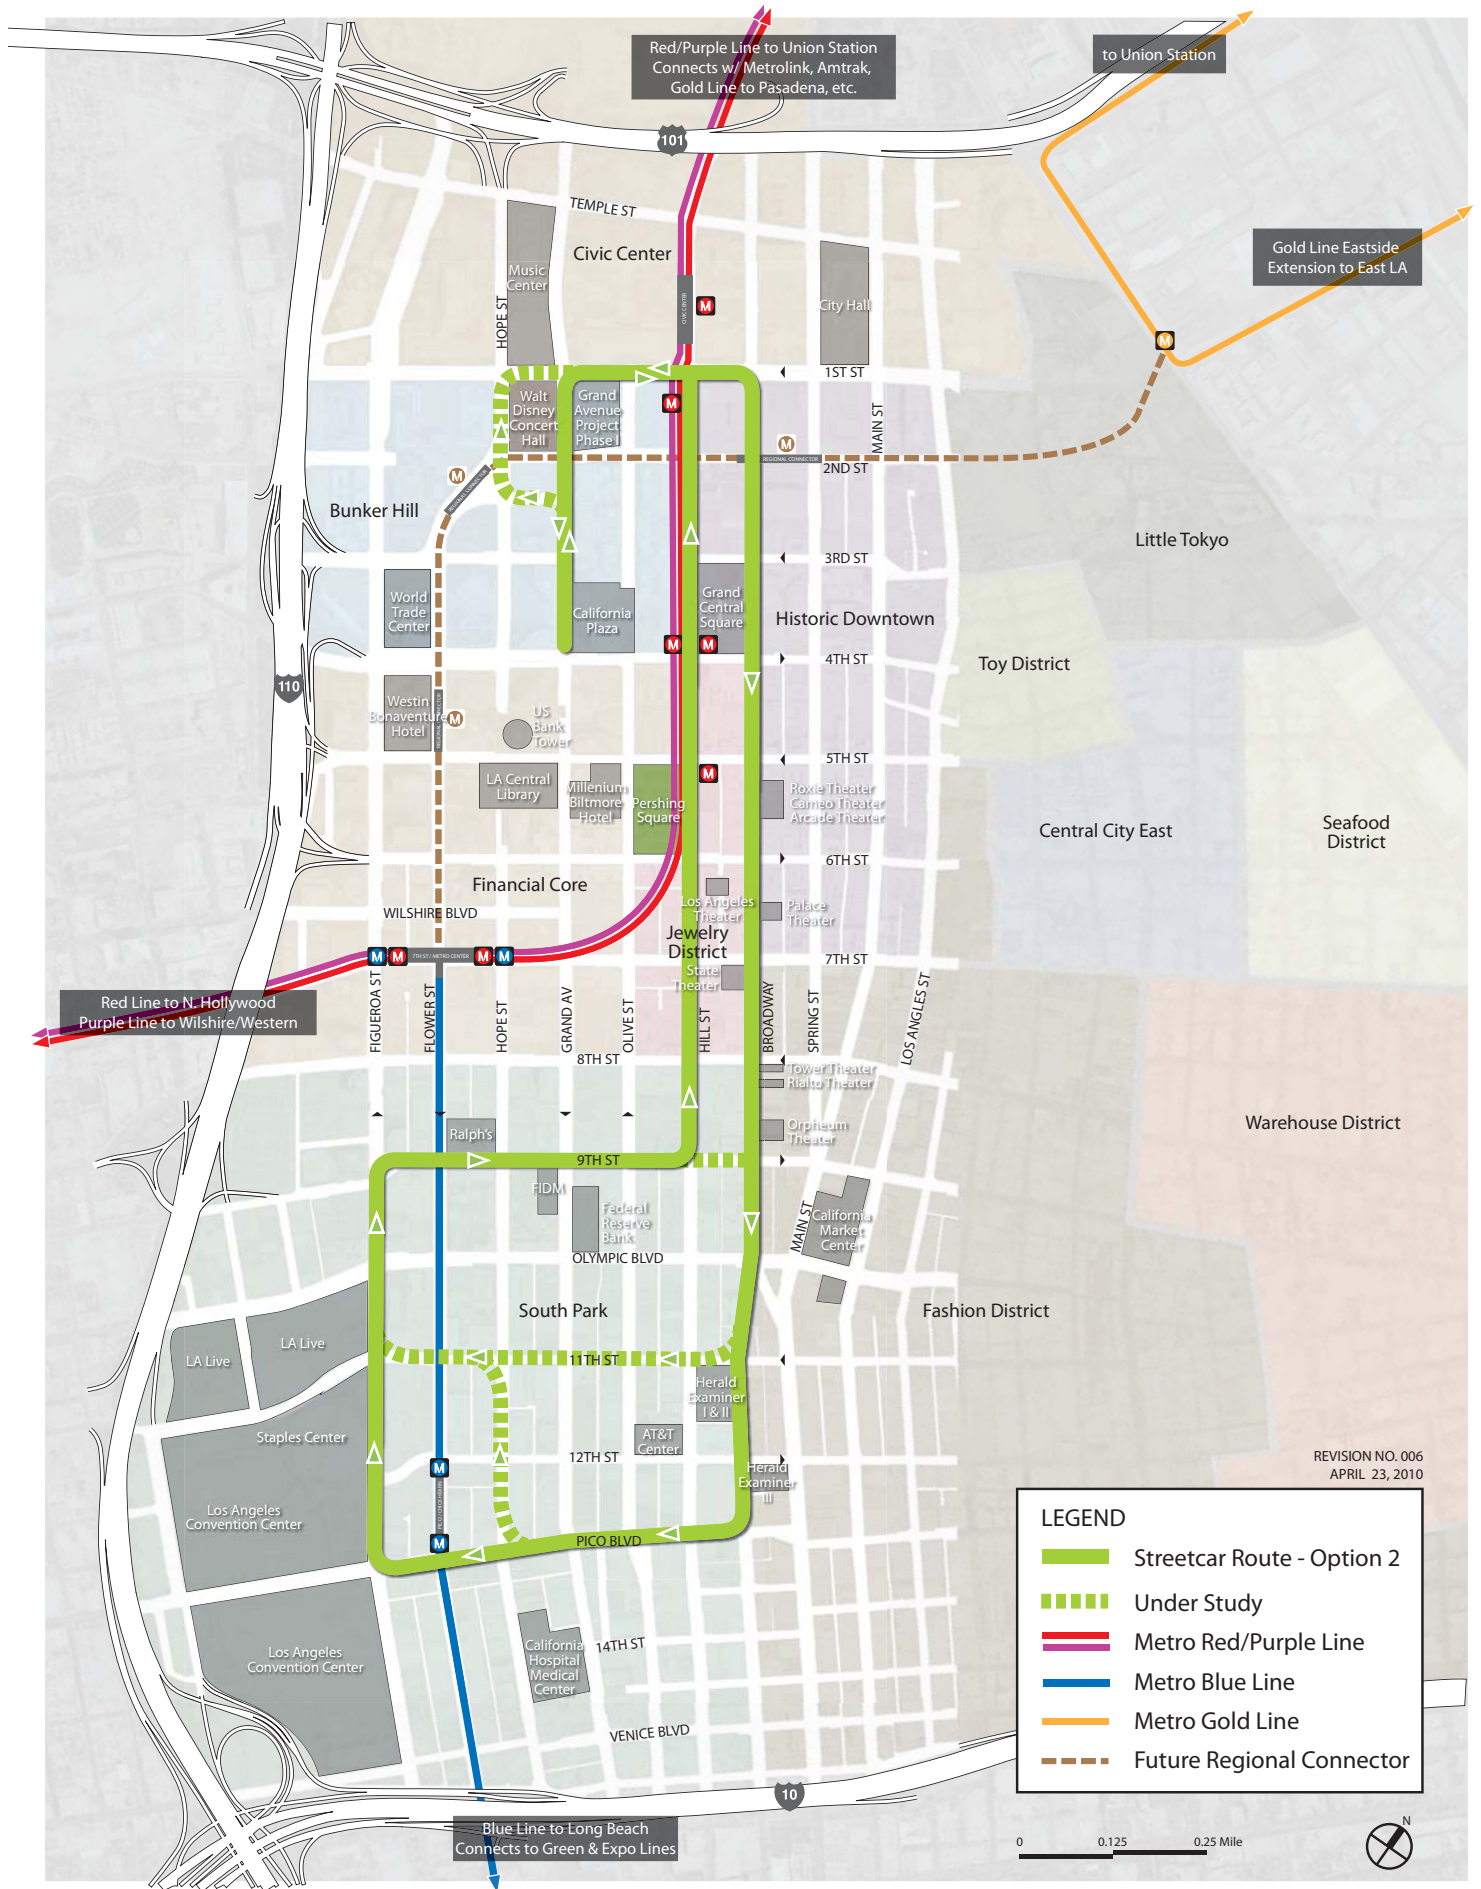 Red/Purple Line to Union Station
Connects w/ Metrolink, Amtrak,
Gold Line to Pasadena, etc.
to Union Station
101
TEMPLE ST
Civic Center
Gold Line Eastside
Extension to East LA
Music
Center
HOPE ST
CIVIC CENTER
M
City Hall
M
1ST ST
Walt
Disney
Concert
Hall
Grand
Avenue
Project
Phase I
M
MAIN ST
M
REGIONAL CONNECTOR
2ND ST
M
REGIONAL CONNECTOR
Bunker Hill
Little Tokyo
3RD ST
World
Trade
Center
California
Plaza
Grand
Central
Square
Historic Downtown
M
M
4TH ST
Toy District
110
Westin
Bonaventure
Hotel
REGIONAL CONNECTOR
M
US
Bank
Tower
5TH ST
LA Central
Library
Millenium
Biltmore
Hotel
Pershing
Square
M
Roxie Theater
Cameo Theater
Arcade Theater
Central City East
Seafood
District
6TH ST
Financial Core
WILSHIRE BLVD
Los Angeles
Theater
Palace
Theater
Jewelry
District
M
M
7TH ST / METRO CENTER
M
M
7TH ST
State
Theater
Red Line to N. Hollywood
Purple Line to Wilshire/Western
FIGUEROA ST
FLOWER ST
HOPE ST
GRAND AV
OLIVE ST
HILL ST
BROADWAY
SPRING ST
LOS ANGLES ST
8TH ST
Tower Theater
Rialto Theater
Ralph's
Orpheum
Theater
Warehouse District
9TH ST
FIDM
Federal
Reserve
Bank
MAIN ST
California
Market
Center
OLYMPIC BLVD
South Park
Fashion District
LA Live
LA Live
11TH ST
Herald
Examiner
I & II
Staples Center
AT&T
Center
12TH ST
M
Herald
Examiner
III
Los Angeles
Convention Center
M
PICO BLVD
Los Angeles
Convention Center
California
Hospital
Medical
Center
14TH ST
VENICE BLVD
10
Blue Line to Long Beach
Connects to Green & Expo Lines
REVISION NO. 006
APRIL 23, 2010
LEGEND
Streetcar Route - Option 2
Under Study
Metro Red/Purple Line
Metro Blue Line
Metro Gold Line
Future Regional Connector
0 0.125 0.25 Mile
N